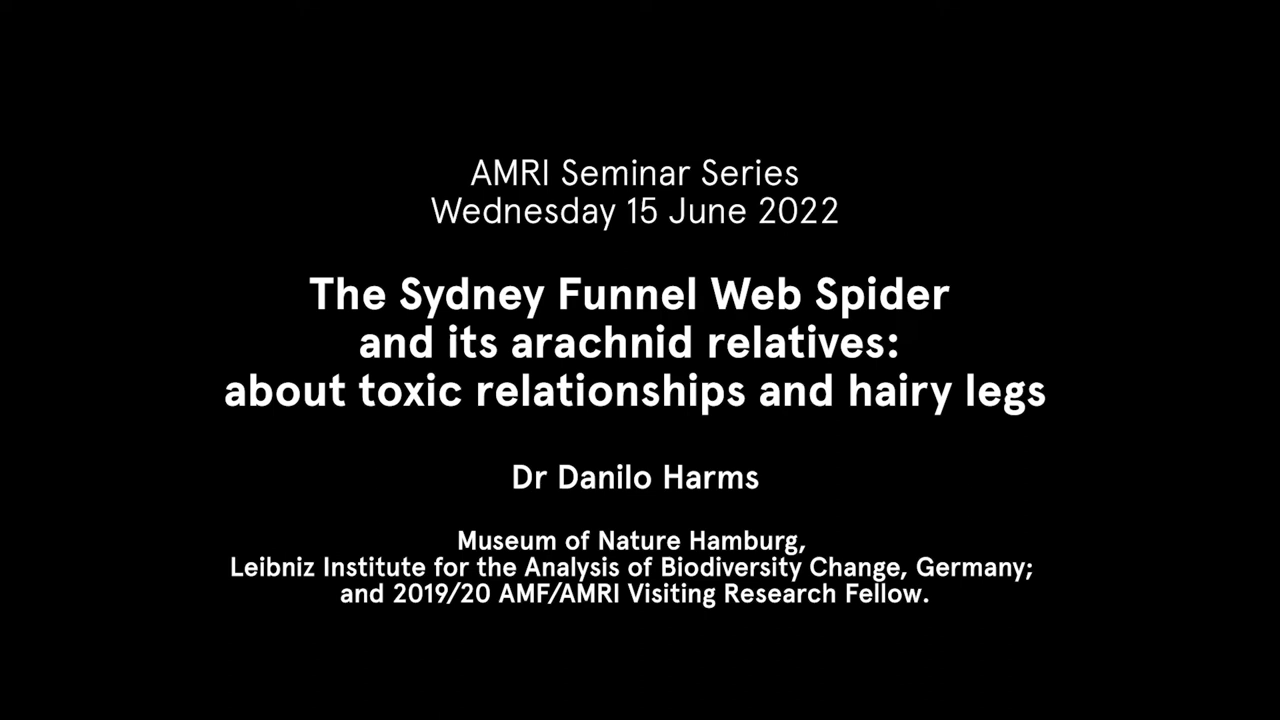 AMRI Seminar Series
Wednesday 15 June 2022
The Sydney Funnel Web Spider
and its arachnid relatives:
about toxic relationships and hairy legs
Dr Danilo Harms
Museum of Nature Hamburg,
Leibniz Institute for the Analysis of Biodiversity Change, Germany;
and 2019/20 AMF/AMRI Visiting Research Fellow.